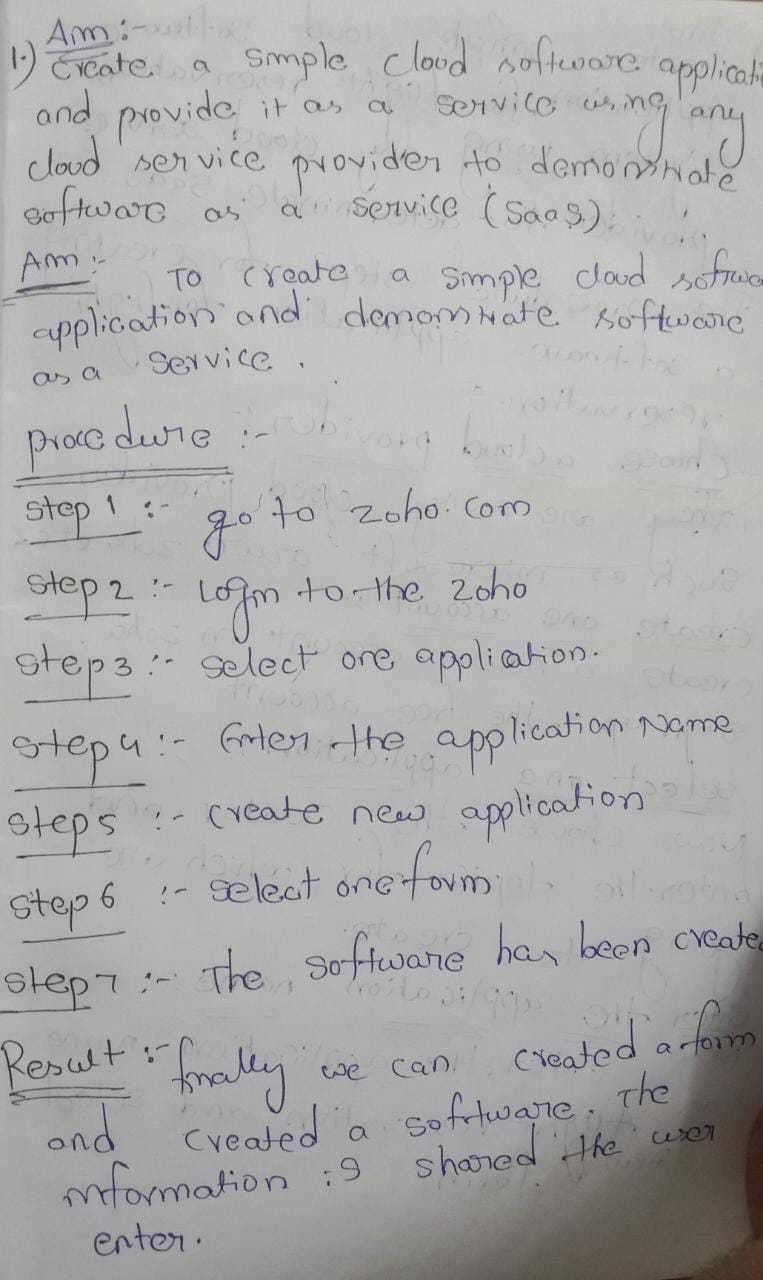 Aim :-
1.) Create a simple cloud software applicati
and provide it as a service using any
cloud service provider to demonstrate
software as a service (SaaS).
Aim :- To create a simple cloud softwa
application and demonstrate software
as a service.
procedure :-
Step 1 :- go to zoho.com
Step 2 :- Login to the zoho
Step 3 :- select one application.
Step 4 :- Enter the application Name
Step 5 :- create new application
Step 6 :- select one form
Step 7 :- The software has been create
Result :- finally we can created a form
and created a software. The
information is shared the user
enter.